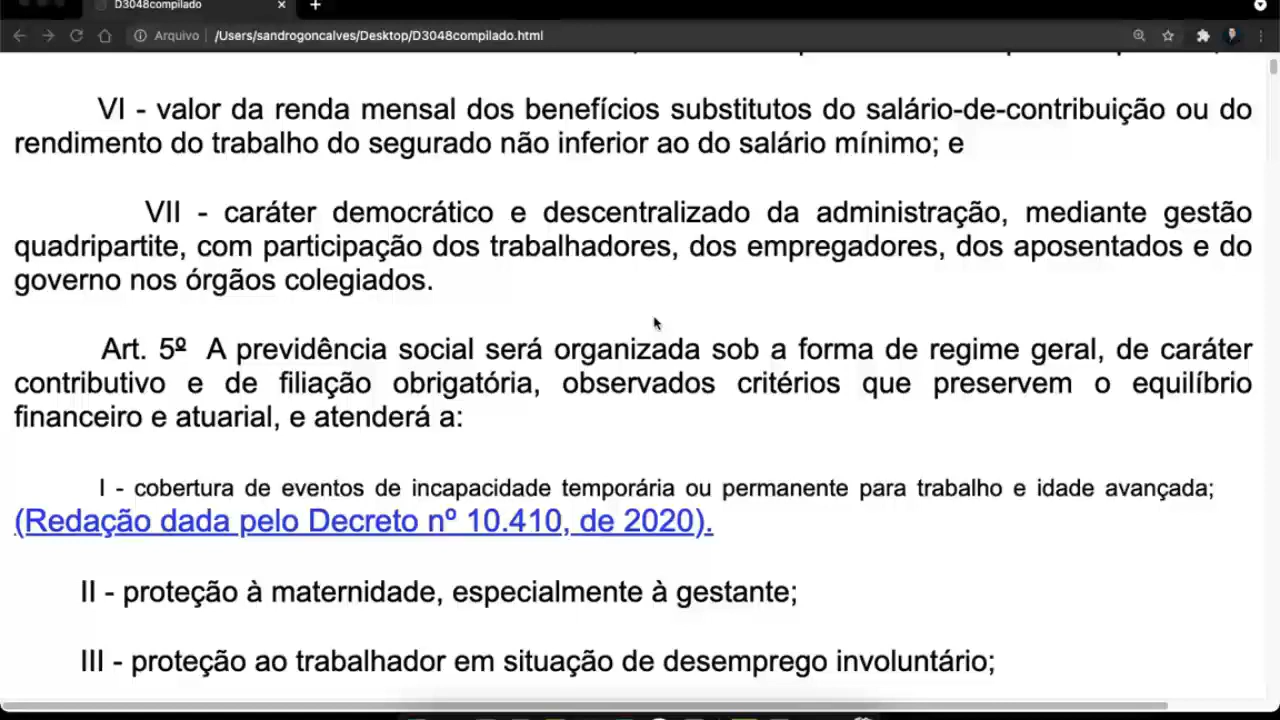 D3048compilado
Arquivo | /Users/sandrogoncalves/Desktop/D3048compilado.html
VI - valor da renda mensal dos benefícios substitutos do salário-de-contribuição ou do
rendimento do trabalho do segurado não inferior ao do salário mínimo; e
VII - caráter democrático e descentralizado da administração, mediante gestão
quadripartite, com participação dos trabalhadores, dos empregadores, dos aposentados e do
governo nos órgãos colegiados.
Art. 5º A previdência social será organizada sob a forma de regime geral, de caráter
contributivo e de filiação obrigatória, observados critérios que preservem o equilíbrio
financeiro e atuarial, e atenderá a:
I - cobertura de eventos de incapacidade temporária ou permanente para trabalho e idade avançada;
(Redação dada pelo Decreto nº 10.410, de 2020).
II - proteção à maternidade, especialmente à gestante;
III - proteção ao trabalhador em situação de desemprego involuntário;